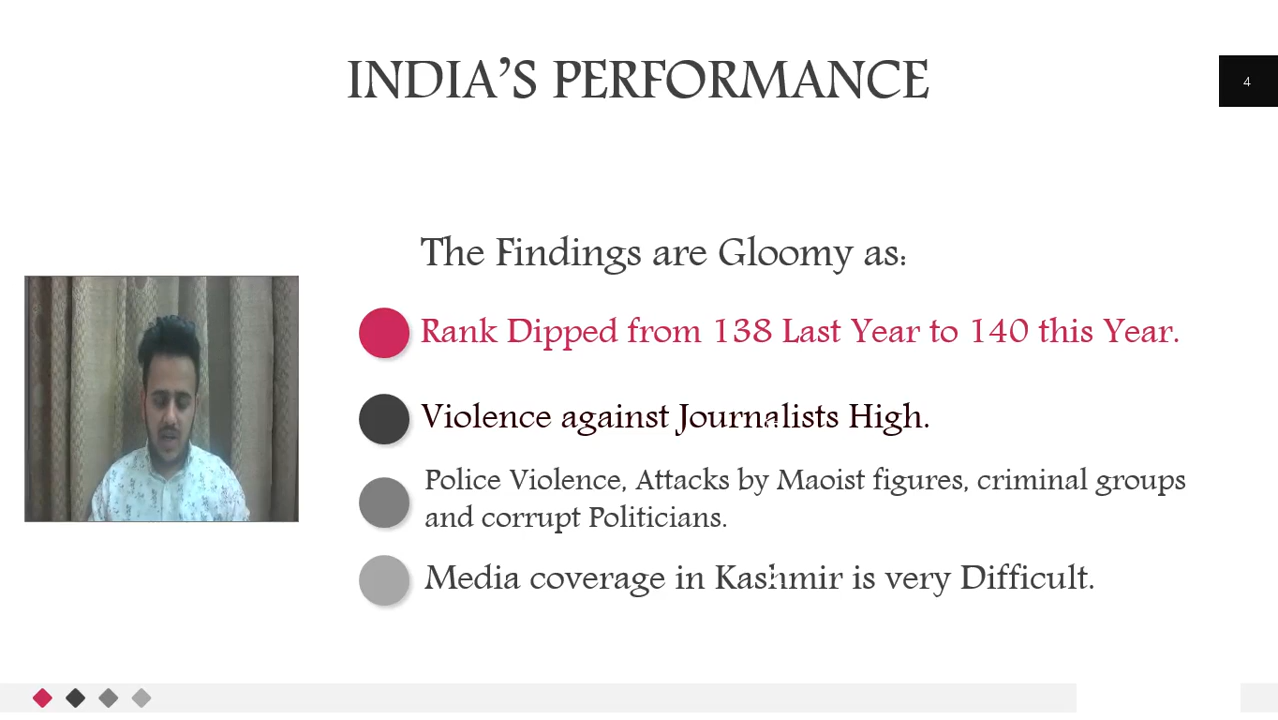 INDIA’S PERFORMANCE
4
The Findings are Gloomy as:
Rank Dipped from 138 Last Year to 140 this Year.
Violence against Journalists High.
Police Violence, Attacks by Maoist figures, criminal groups
and corrupt Politicians.
Media coverage in Kashmir is very Difficult.